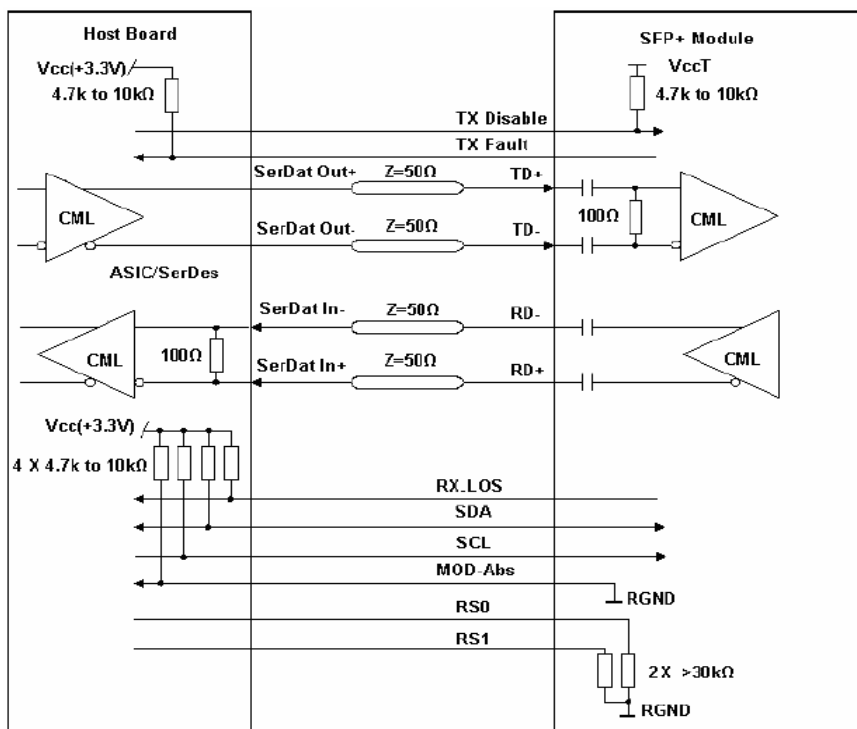 Host Board
SFP+ Module
Vcc(+3.3V)
4.7k to 10kΩ
VccT
4.7k to 10kΩ
TX Disable
TX Fault
SerDat Out+
Z=50Ω
TD+
CML
100Ω
CML
SerDat Out-
Z=50Ω
TD-
ASIC/SerDes
SerDat In-
Z=50Ω
RD-
CML
100Ω
CML
SerDat In+
Z=50Ω
RD+
Vcc(+3.3V)
4 X 4.7k to 10kΩ
RX_LOS
SDA
SCL
MOD-Abs
RGND
RS0
RS1
2X >30kΩ
RGND